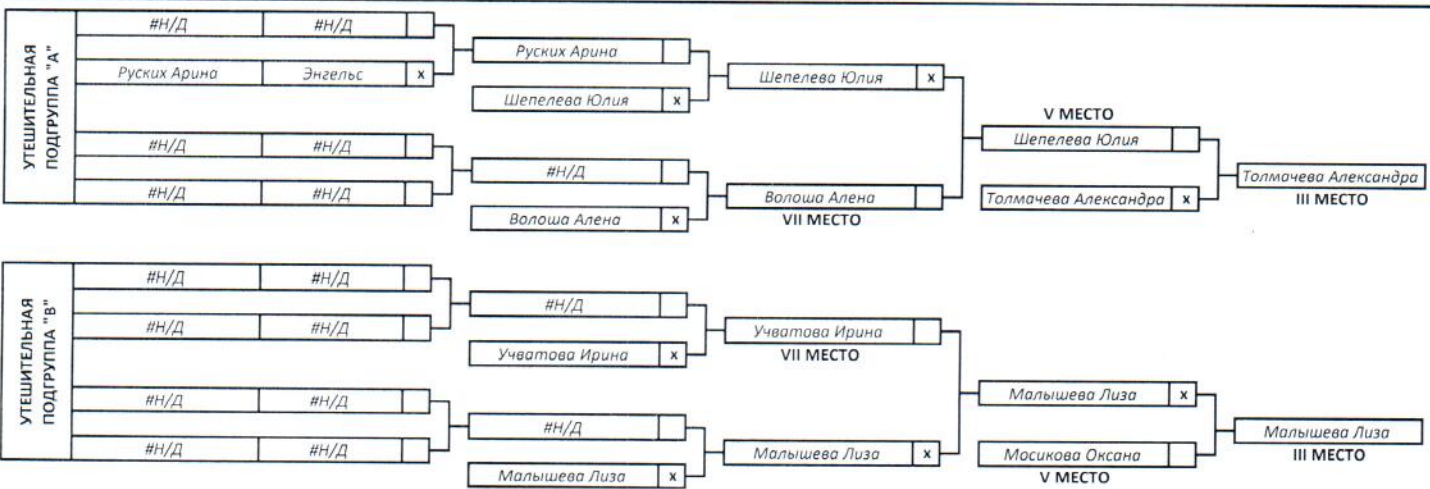 УТЕШИТЕЛЬНАЯ
ПОДГРУППА "А"
#Н/Д #Н/Д
Руских Арина Энгельс x
#Н/Д #Н/Д
#Н/Д #Н/Д
Руских Арина
Шепелева Юлия x
#Н/Д
Волоша Алена x
Шепелева Юлия x
Волоша Алена
VII МЕСТО
V МЕСТО
Шепелева Юлия
Толмачева Александра x
Толмачева Александра
III МЕСТО
УТЕШИТЕЛЬНАЯ
ПОДГРУППА "В"
#Н/Д #Н/Д
#Н/Д #Н/Д
#Н/Д #Н/Д
#Н/Д #Н/Д
#Н/Д
Учватова Ирина x
#Н/Д
Малышева Лиза x
Учватова Ирина
VII МЕСТО
Малышева Лиза x
Малышева Лиза x
Мосикова Оксана
V МЕСТО
Малышева Лиза
III МЕСТО